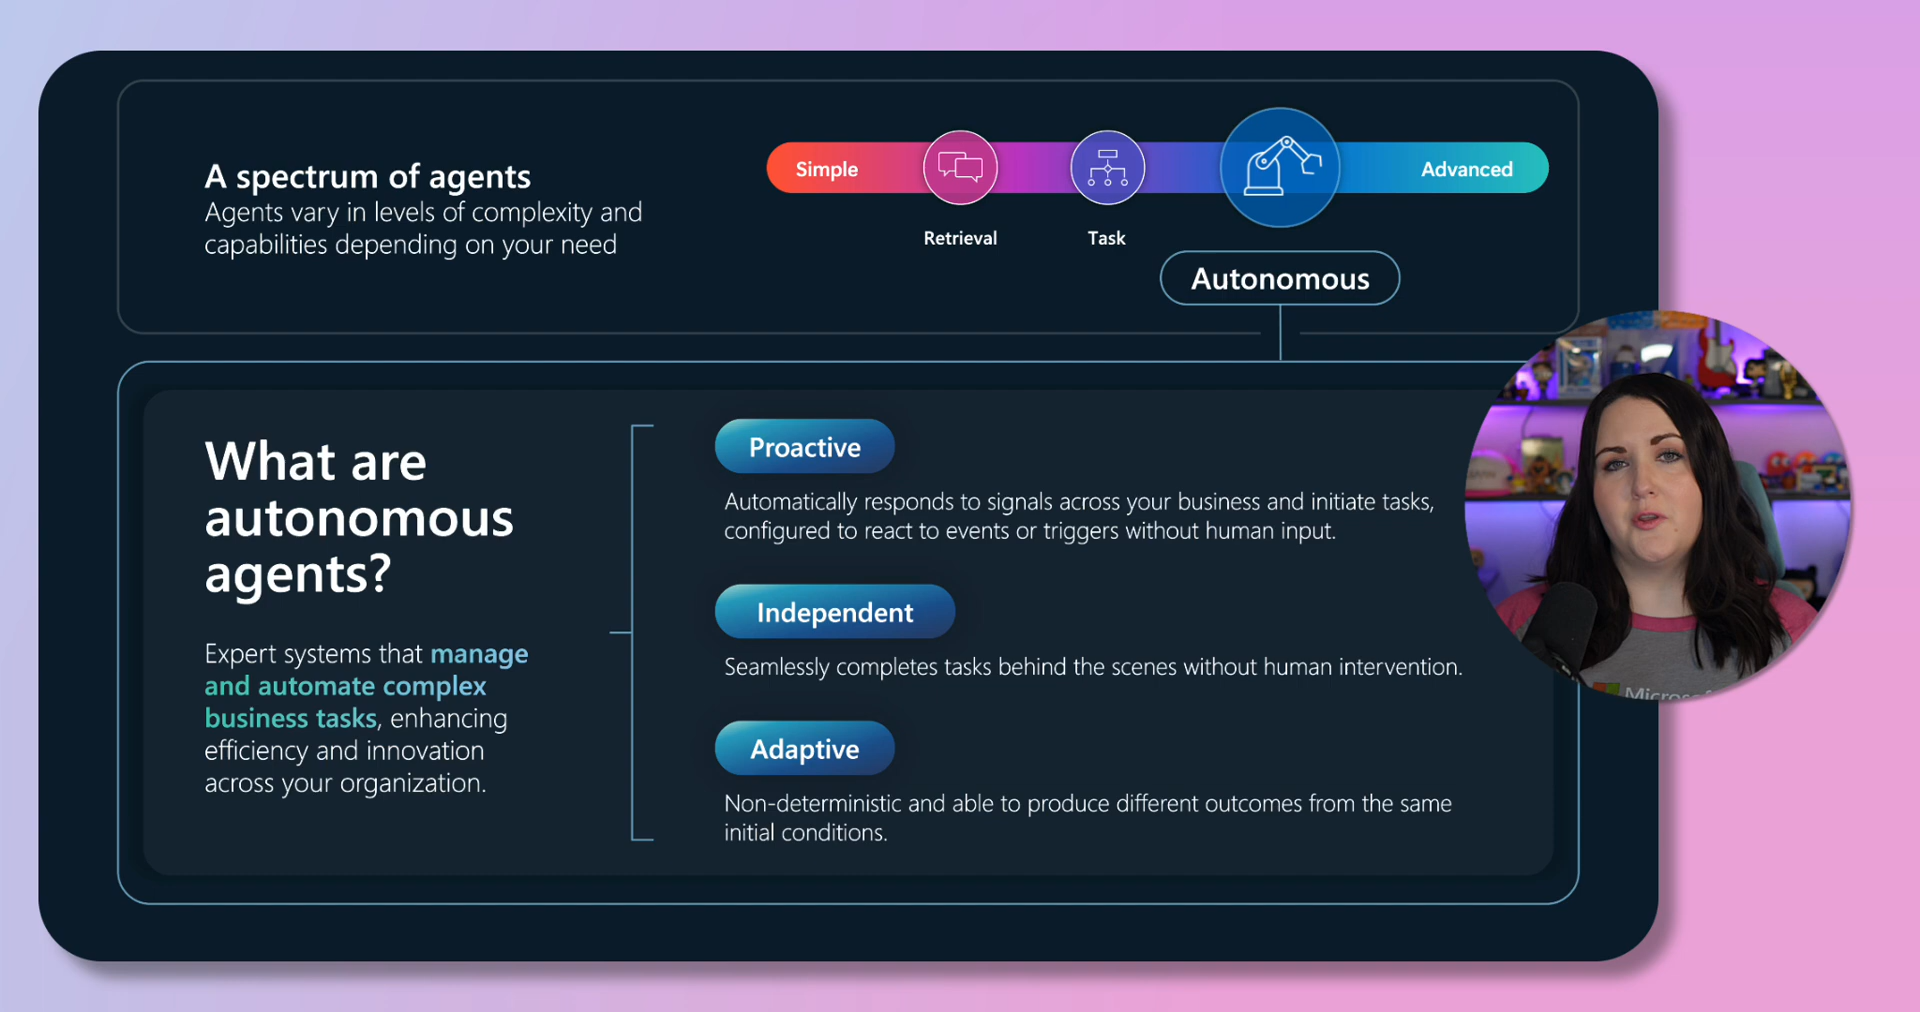 A spectrum of agents
Agents vary in levels of complexity and
capabilities depending on your need
Simple
Advanced
Retrieval
Task
Autonomous
What are
autonomous
agents?
Expert systems that manage
and automate complex
business tasks, enhancing
efficiency and innovation
across your organization.
Proactive
Automatically responds to signals across your business and initiate tasks,
configured to react to events or triggers without human input.
Independent
Seamlessly completes tasks behind the scenes without human intervention.
Adaptive
Non-deterministic and able to produce different outcomes from the same
initial conditions.